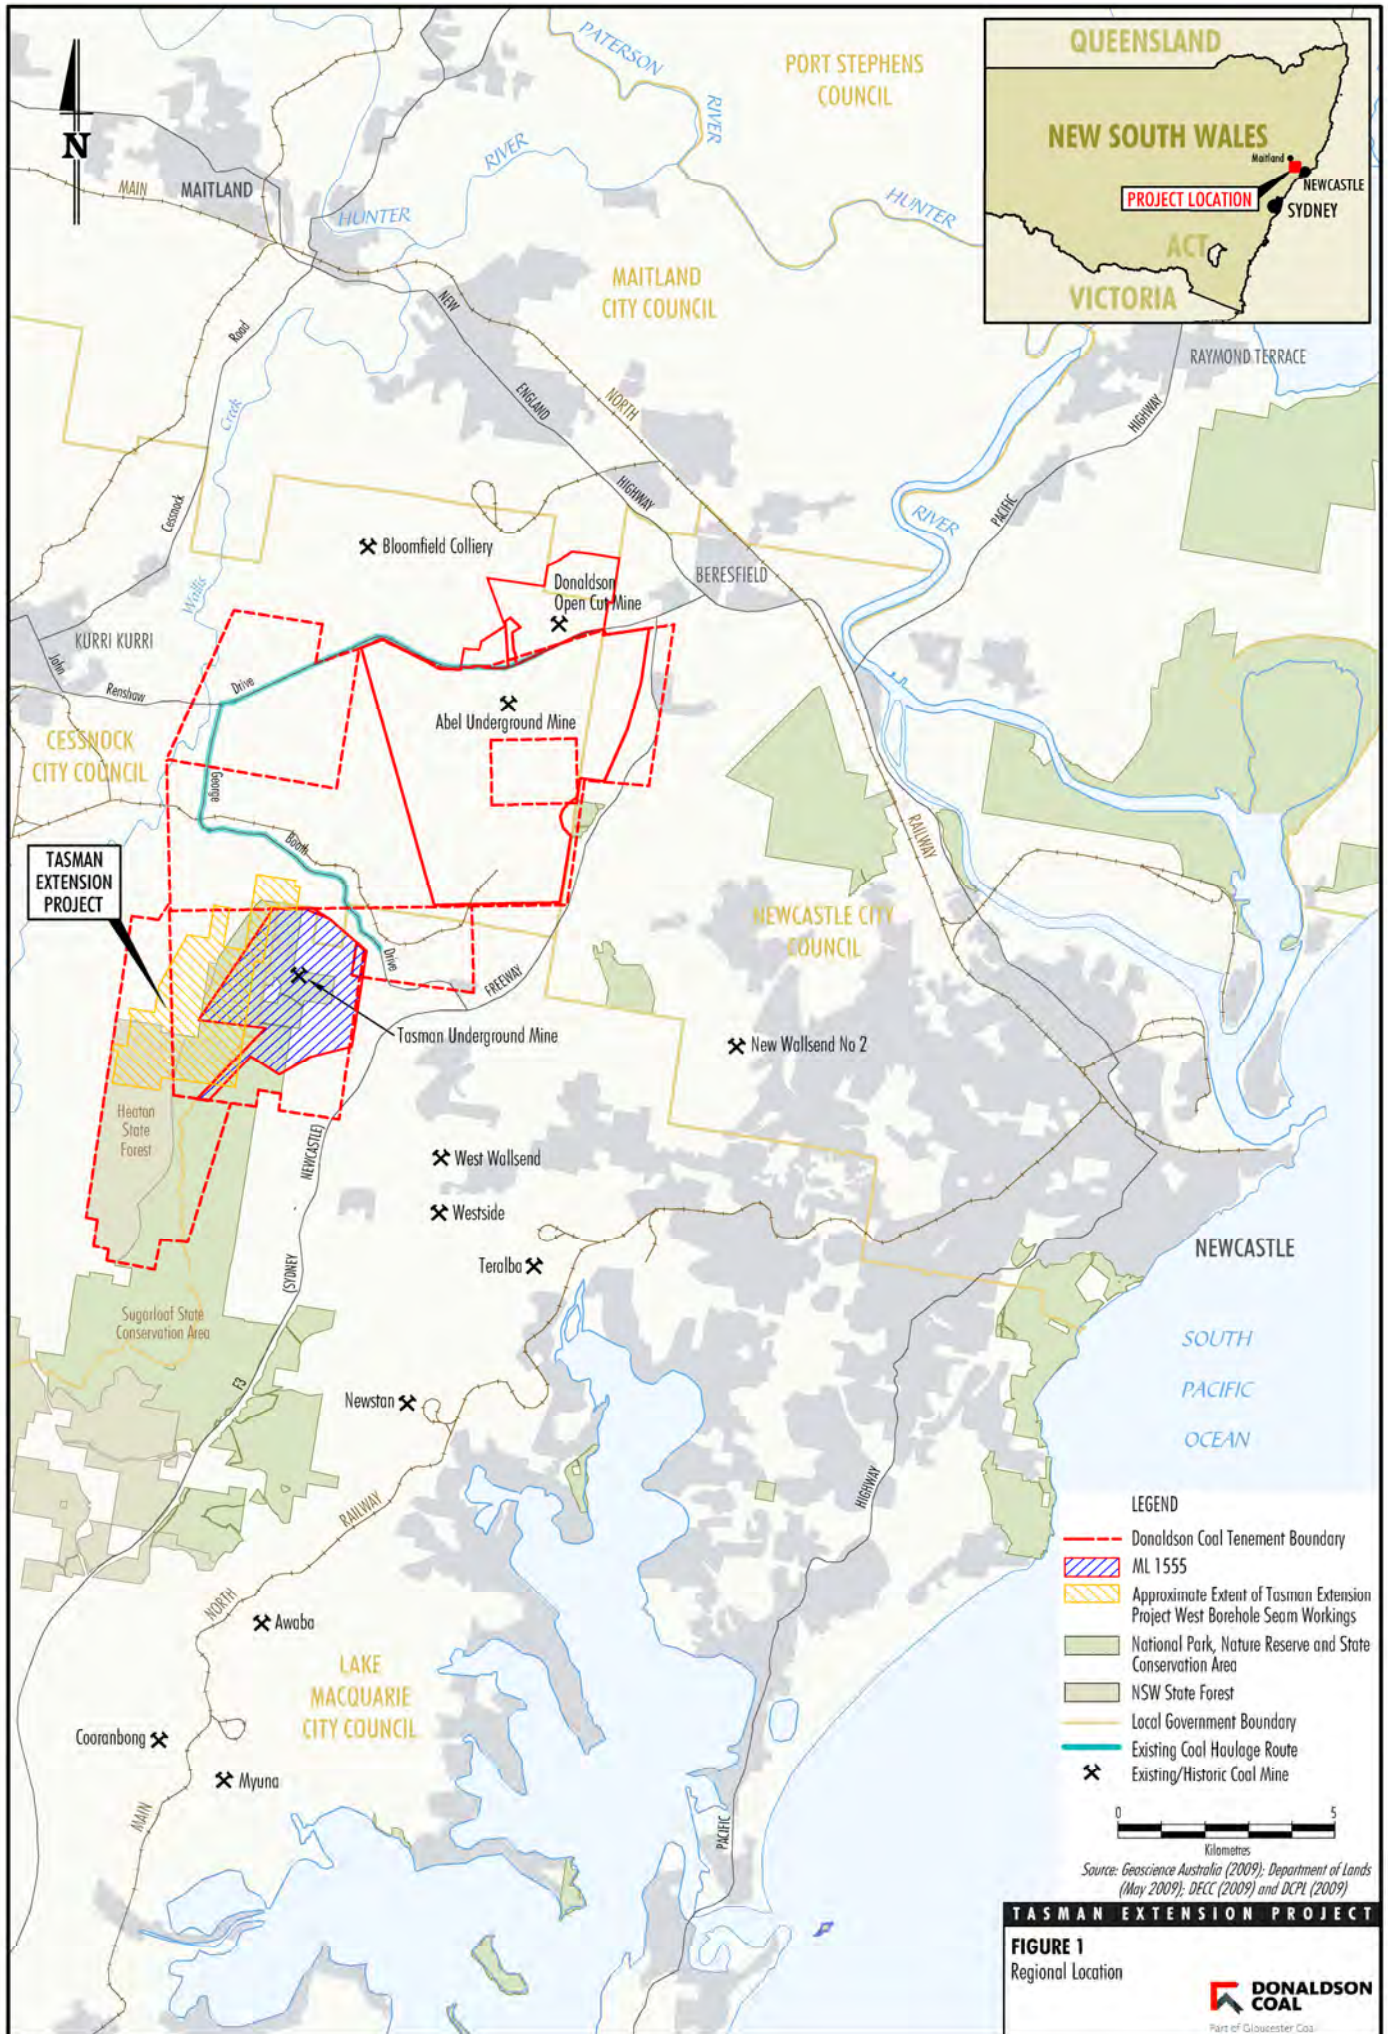 PATERSON
RIVER
PORT STEPHENS
COUNCIL
QUEENSLAND
NEW SOUTH WALES
Maitland
NEWCASTLE
PROJECT LOCATION
SYDNEY
ACT
VICTORIA
N
MAIN
MAITLAND
RIVER
HUNTER
HUNTER
MAITLAND
CITY COUNCIL
NEW
Road
ENGLAND
NORTH
RAYMOND TERRACE
HIGHWAY
Creek
HIGHWAY
PACIFIC
Cessnock
RIVER
Bloomfield Colliery
BERESFIELD
Donaldson
Open Cut Mine
Wallis
KURRI KURRI
John
Renshaw
Drive
Abel Underground Mine
CESSNOCK
CITY COUNCIL
George
Booth
RAILWAY
TASMAN
EXTENSION
PROJECT
NEWCASTLE CITY
COUNCIL
Drive
FREEWAY
Tasman Underground Mine
New Wallsend No 2
Heaton
State
Forest
NEWCASTLE)
-
(SYDNEY
West Wallsend
Westside
Teralba
NEWCASTLE
Sugarloaf State
Conservation Area
F3
SOUTH
PACIFIC
OCEAN
Newstan
HIGHWAY
RAILWAY
NORTH
Awaba
LAKE
MACQUARIE
CITY COUNCIL
Cooranbong
Myuna
MAIN
PACIFIC
LEGEND
Donaldson Coal Tenement Boundary
ML 1555
Approximate Extent of Tasman Extension
Project West Borehole Seam Workings
National Park, Nature Reserve and State
Conservation Area
NSW State Forest
Local Government Boundary
Existing Coal Haulage Route
Existing/Historic Coal Mine
0 5
Kilometres
Source: Geoscience Australia (2009); Department of Lands
(May 2009); DECC (2009) and DCPL (2009)
TASMAN EXTENSION PROJECT
FIGURE 1
Regional Location
DONALDSON
COAL
Part of Gloucester Coal